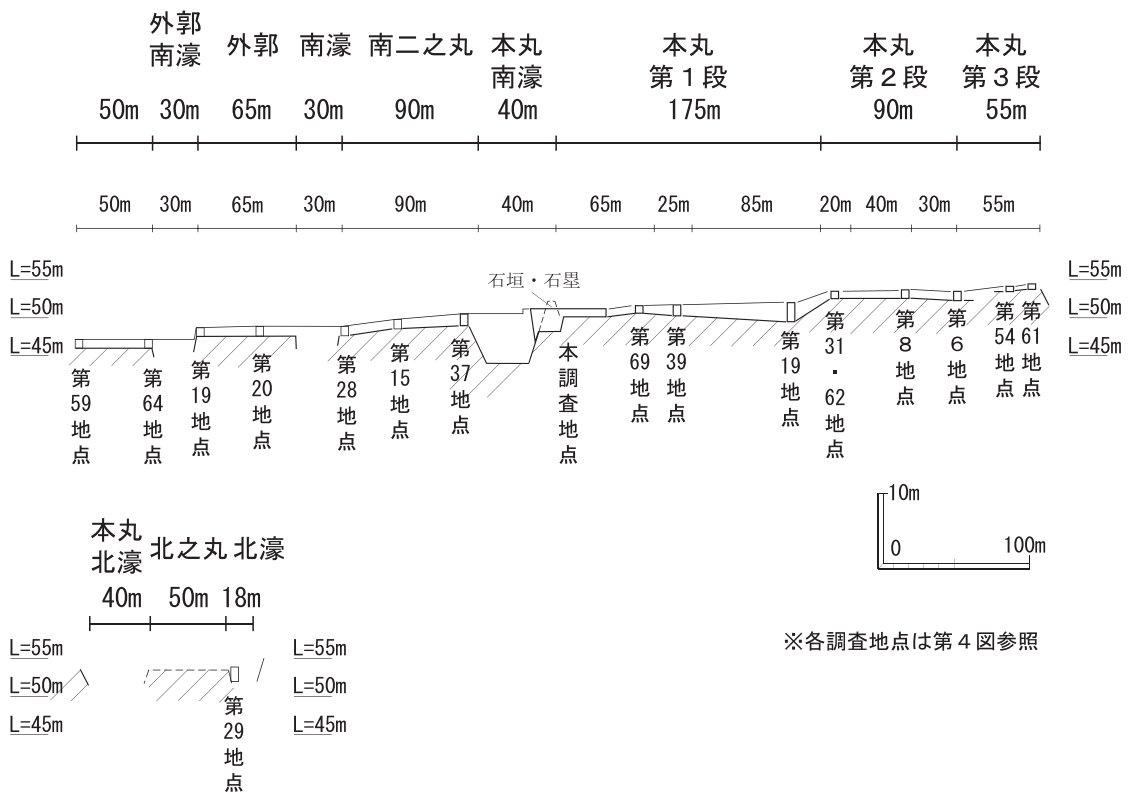 外郭
南濠
外郭
南濠
南二之丸
本丸
南濠
本丸
第1段
本丸
第2段
本丸
第3段
50m
30m
65m
30m
90m
40m
175m
90m
55m
50m
30m
65m
30m
90m
40m
65m
25m
85m
20m
40m
30m
55m
L=55m
L=50m
L=45m
石垣・石塁
L=55m
L=50m
L=45m
第59地点
第64地点
第19地点
第20地点
第28地点
第15地点
第37地点
本調査地点
第69地点
第39地点
第19地点
第31・62地点
第8地点
第6地点
第54地点
第61地点
10m
0
100m
本丸
北濠
北之丸
北濠
40m
50m
18m
L=55m
L=50m
L=45m
L=55m
L=50m
L=45m
第29地点
※各調査地点は第4図参照